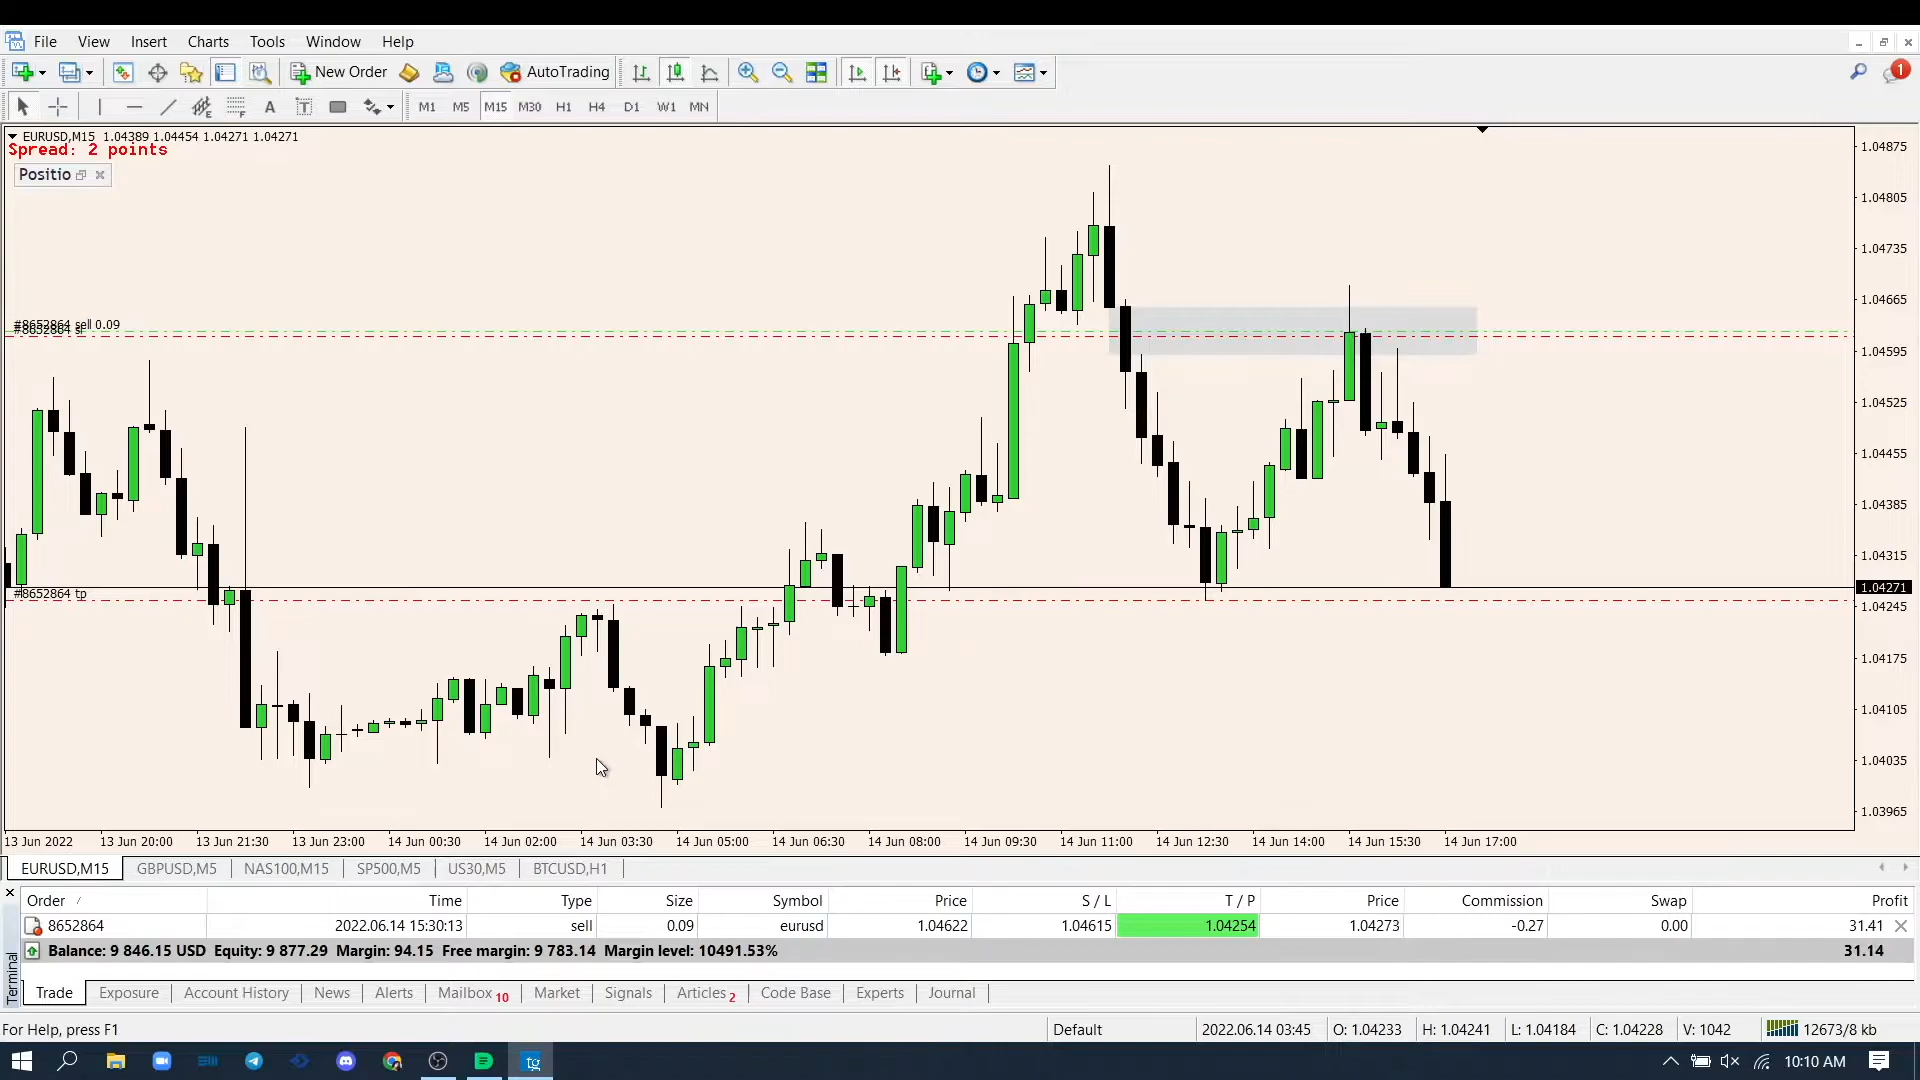 File View Insert Charts Tools Window Help
New Order AutoTrading 1
A T M1 M5 M15 M30 H1 H4 D1 W1 MN
EURUSD,M15 1.04389 1.04454 1.04271 1.04271
Spread: 2 points
Positio
1.04875
1.04805
1.04735
1.04665
#8652864 sell 0.09
#8652864 sl
1.04595
1.04525
1.04455
1.04385
1.04315
1.04271
#8652864 tp
1.04245
1.04175
1.04105
1.04035
1.03965
13 Jun 2022 13 Jun 20:00 13 Jun 21:30 13 Jun 23:00 14 Jun 00:30 14 Jun 02:00 14 Jun 03:30 14 Jun 05:00 14 Jun 06:30 14 Jun 08:00 14 Jun 09:30 14 Jun 11:00 14 Jun 12:30 14 Jun 14:00 14 Jun 15:30 14 Jun 17:00
EURUSD,M15 GBPUSD,M5 NAS100,M15 SP500,M5 US30,M5 BTCUSD,H1
Order / Time Type Size Symbol Price S / L T / P Price Commission Swap Profit
8652864 2022.06.14 15:30:13 sell 0.09 eurusd 1.04622 1.04615 1.04254 1.04273 -0.27 0.00 31.41
Balance: 9 846.15 USD Equity: 9 877.29 Margin: 94.15 Free margin: 9 783.14 Margin level: 10491.53% 31.14
Terminal
Trade Exposure Account History News Alerts Mailbox 10 Market Signals Articles 2 Code Base Experts Journal
For Help, press F1 Default 2022.06.14 03:45 O: 1.04233 H: 1.04241 L: 1.04184 C: 1.04228 V: 1042 12673/8 kb
tg 10:10 AM